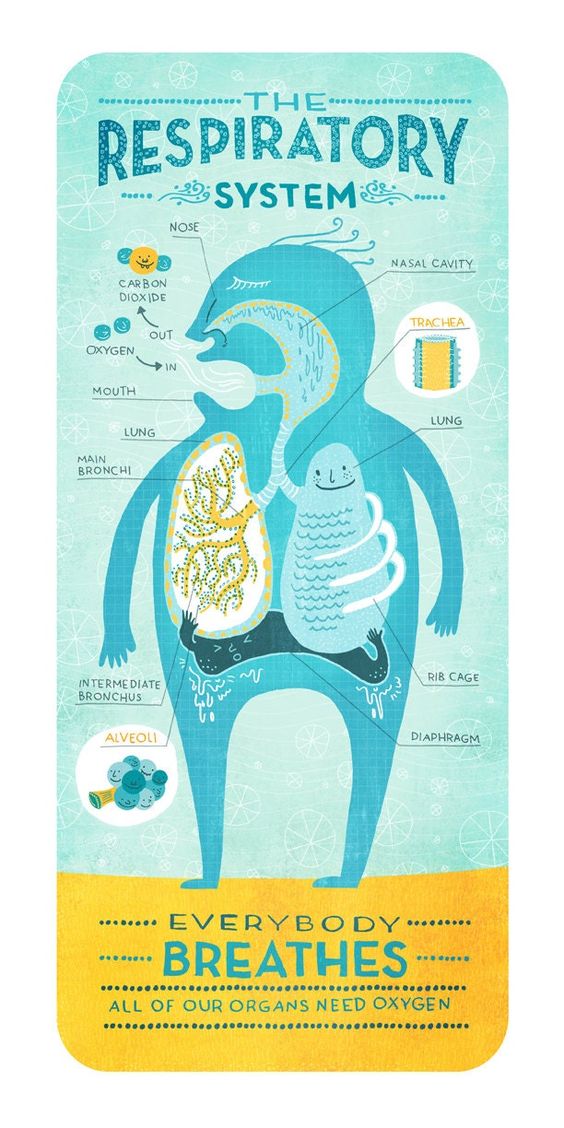 THE
RESPIRATORY
SYSTEM
NOSE
NASAL CAVITY
CARBON
DIOXIDE
OUT
OXYGEN
IN
TRACHEA
MOUTH
LUNG
LUNG
MAIN
BRONCHI
INTERMEDIATE
BRONCHUS
RIB CAGE
ALVEOLI
DIAPHRAGM
EVERYBODY
BREATHES
ALL OF OUR ORGANS NEED OXYGEN